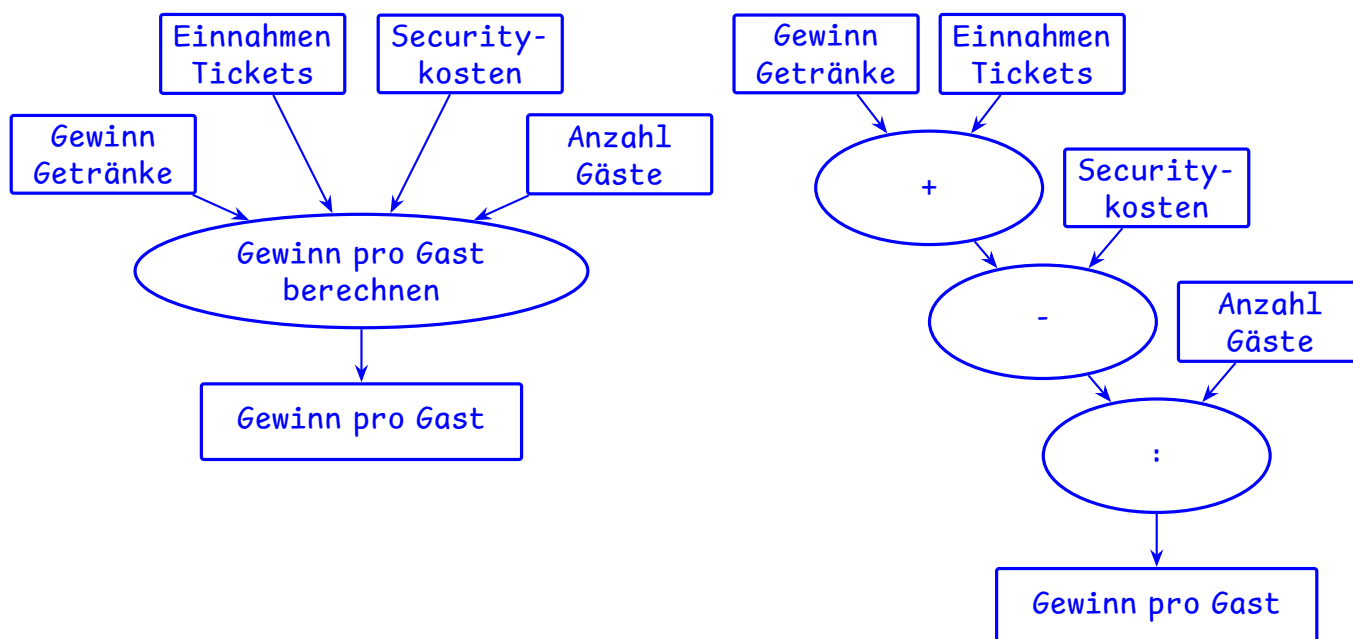 Einnahmen
Tickets
Security-
kosten
Gewinn
Getränke
Anzahl
Gäste
Gewinn pro Gast
berechnen
Gewinn pro Gast
Gewinn
Getränke
Einnahmen
Tickets
+
Security-
kosten
-
Anzahl
Gäste
:
Gewinn pro Gast